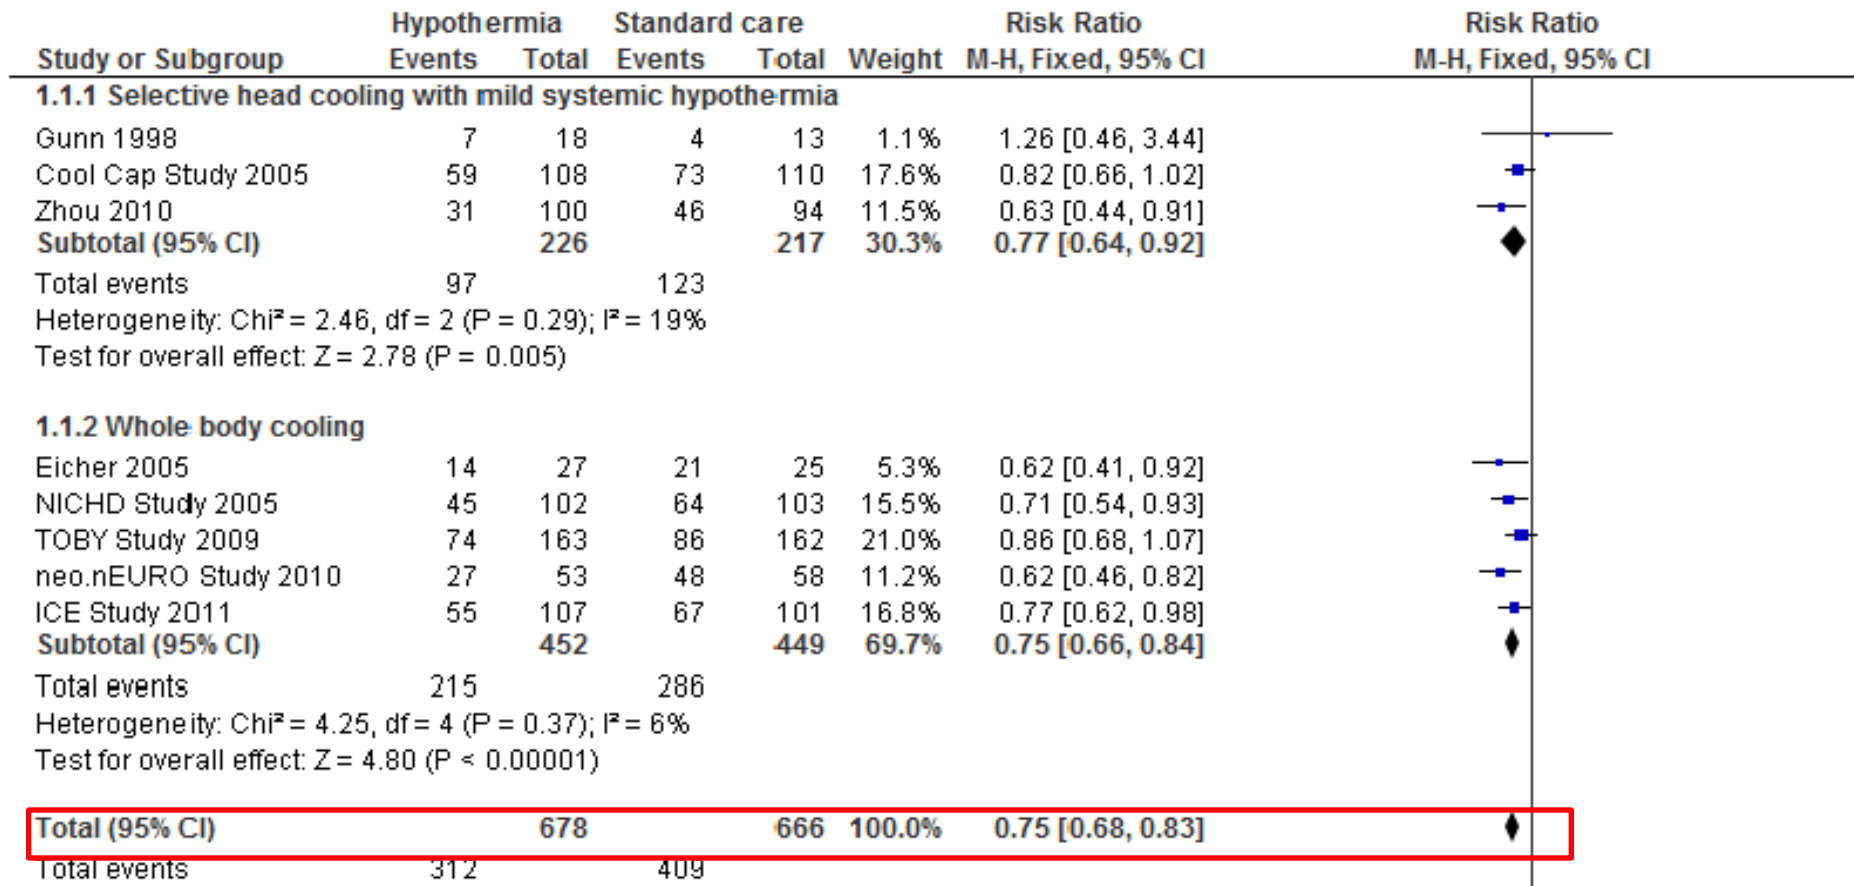 Hypothermia Standard care Risk Ratio Risk Ratio
Study or Subgroup Events Total Events Total Weight M-H, Fixed, 95% CI M-H, Fixed, 95% CI
1.1.1 Selective head cooling with mild systemic hypothermia
Gunn 1998 7 18 4 13 1.1% 1.26 [0.46, 3.44]
Cool Cap Study 2005 59 108 73 110 17.6% 0.82 [0.66, 1.02]
Zhou 2010 31 100 46 94 11.5% 0.63 [0.44, 0.91]
Subtotal (95% CI) 226 217 30.3% 0.77 [0.64, 0.92]
Total events 97 123
Heterogeneity: Chi² = 2.46, df = 2 (P = 0.29); I² = 19%
Test for overall effect: Z = 2.78 (P = 0.005)
1.1.2 Whole body cooling
Eicher 2005 14 27 21 25 5.3% 0.62 [0.41, 0.92]
NICHD Study 2005 45 102 64 103 15.5% 0.71 [0.54, 0.93]
TOBY Study 2009 74 163 86 162 21.0% 0.86 [0.68, 1.07]
neo.nEURO Study 2010 27 53 48 58 11.2% 0.62 [0.46, 0.82]
ICE Study 2011 55 107 67 101 16.8% 0.77 [0.62, 0.98]
Subtotal (95% CI) 452 449 69.7% 0.75 [0.66, 0.84]
Total events 215 286
Heterogeneity: Chi² = 4.25, df = 4 (P = 0.37); I² = 6%
Test for overall effect: Z = 4.80 (P < 0.00001)
Total (95% CI) 678 666 100.0% 0.75 [0.68, 0.83]
Total events 312 409